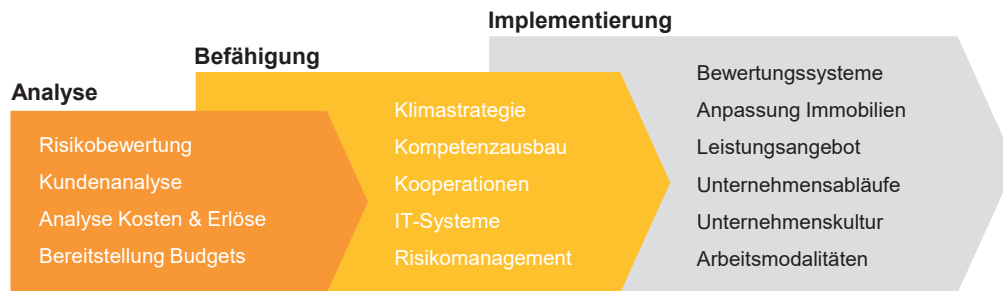 Analyse
Risikobewertung
Kundenanalyse
Analyse Kosten & Erlöse
Bereitstellung Budgets
Befähigung
Klimastrategie
Kompetenzausbau
Kooperationen
IT-Systeme
Risikomanagement
Implementierung
Bewertungssysteme
Anpassung Immobilien
Leistungsangebot
Unternehmensabläufe
Unternehmenskultur
Arbeitsmodalitäten